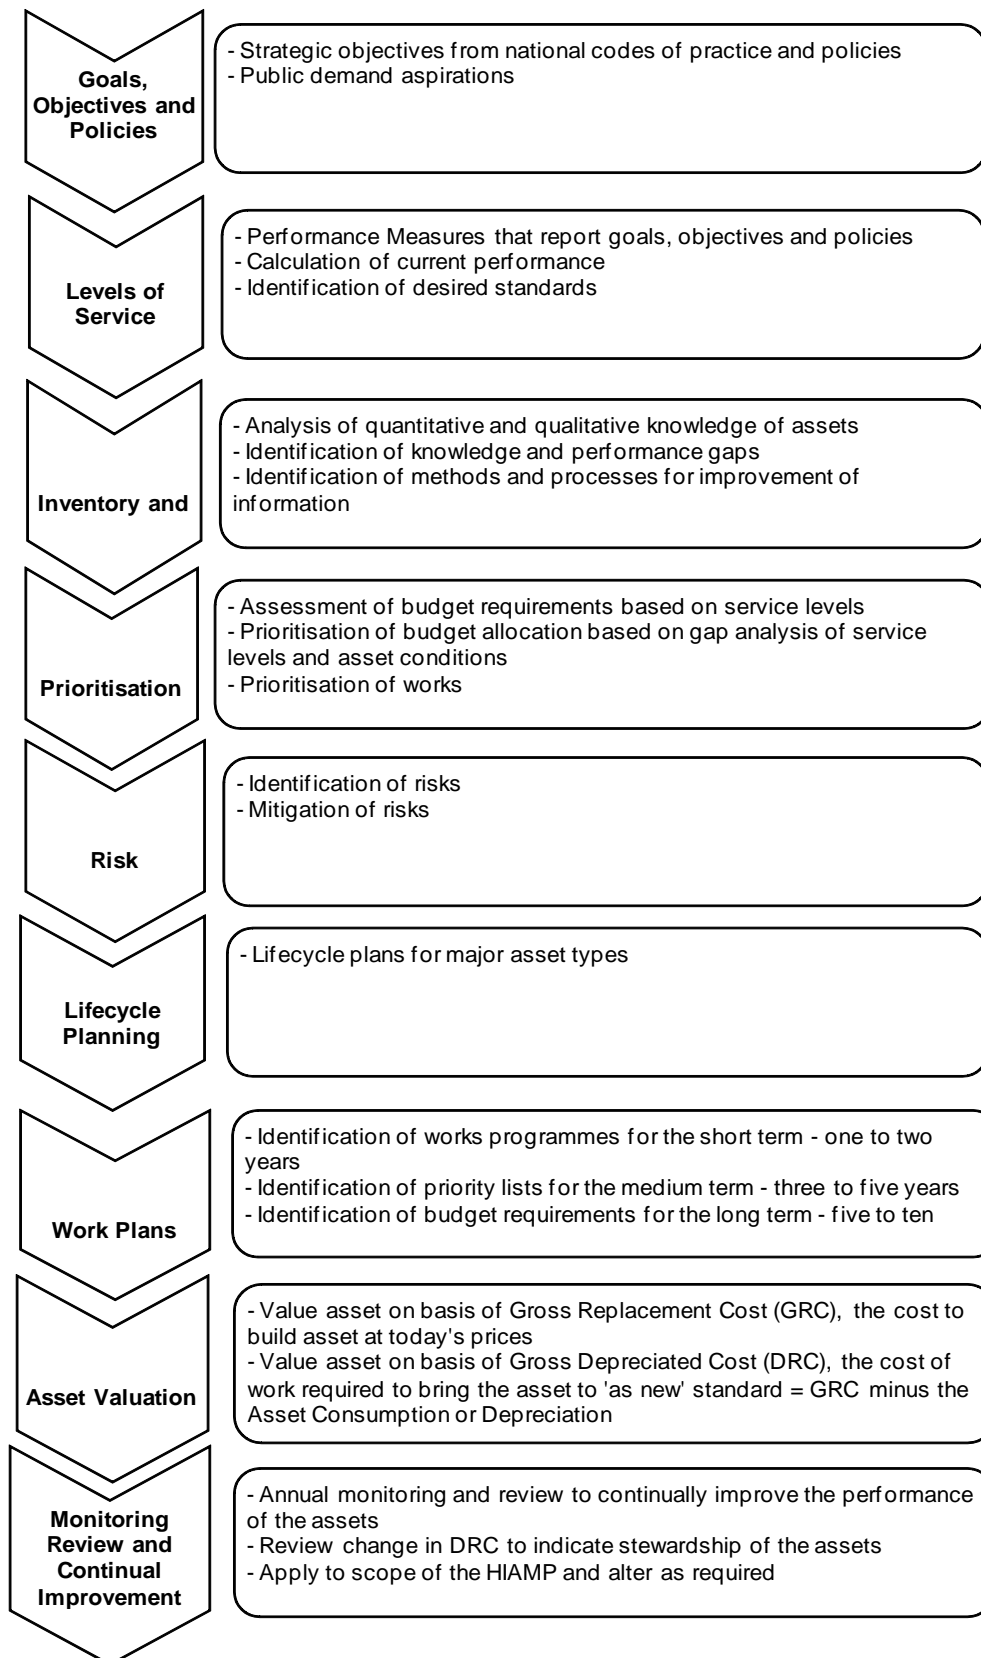 Goals,
Objectives and
Policies
- Strategic objectives from national codes of practice and policies
- Public demand aspirations
Levels of
Service
- Performance Measures that report goals, objectives and policies
- Calculation of current performance
- Identification of desired standards
Inventory and
- Analysis of quantitative and qualitative knowledge of assets
- Identification of knowledge and performance gaps
- Identification of methods and processes for improvement of
information
Prioritisation
- Assessment of budget requirements based on service levels
- Prioritisation of budget allocation based on gap analysis of service
levels and asset conditions
- Prioritisation of works
Risk
- Identification of risks
- Mitigation of risks
Lifecycle
Planning
- Lifecycle plans for major asset types
Work Plans
- Identification of works programmes for the short term - one to two
years
- Identification of priority lists for the medium term - three to five years
- Identification of budget requirements for the long term - five to ten
Asset Valuation
- Value asset on basis of Gross Replacement Cost (GRC), the cost to
build asset at today's prices
- Value asset on basis of Gross Depreciated Cost (DRC), the cost of
work required to bring the asset to 'as new' standard = GRC minus the
Asset Consumption or Depreciation
Monitoring
Review and
Continual
Improvement
- Annual monitoring and review to continually improve the performance
of the assets
- Review change in DRC to indicate stewardship of the assets
- Apply to scope of the HIAMP and alter as required